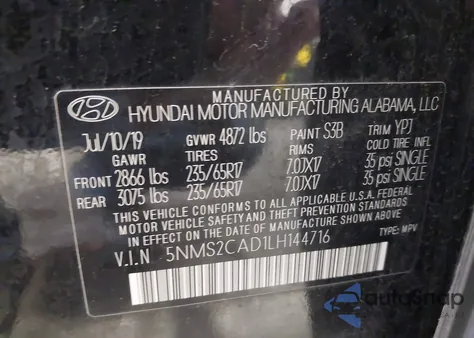 MANUFACTURED BY
HYUNDAI MOTOR MANUFACTURING ALABAMA, LLC
Jul/10/19 GVWR 4872 lbs PAINT S3B TRIM YPJ
GAWR TIRES RIMS COLD TIRE INFL
FRONT 2866 lbs 235/65R17 7.0JX17 35 psi SINGLE
REAR 3075 lbs 235/65R17 7.0JX17 35 psi SINGLE
THIS VEHICLE CONFORMS TO ALL APPLICABLE U.S.A. FEDERAL
MOTOR VEHICLE SAFETY AND THEFT PREVENTION STANDARDS
IN EFFECT ON THE DATE OF MANUFACTURE SHOWN ABOVE.
V.I.N 5NMS2CAD1LH144716 TYPE: MPV
autosnap